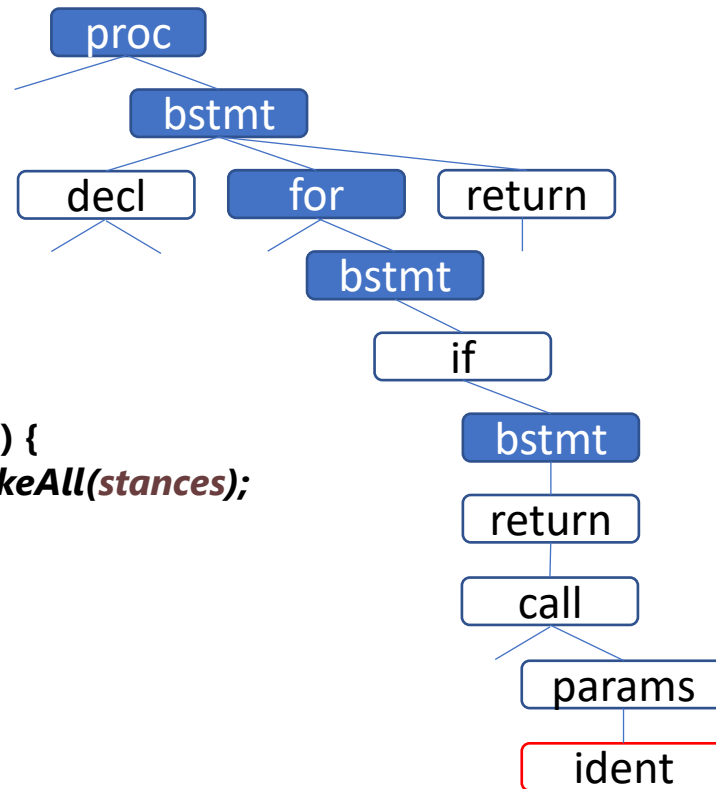 proc
bstmt
decl for return
bstmt
if
) {
bstmt
keAll(stances);
return
call
params
ident